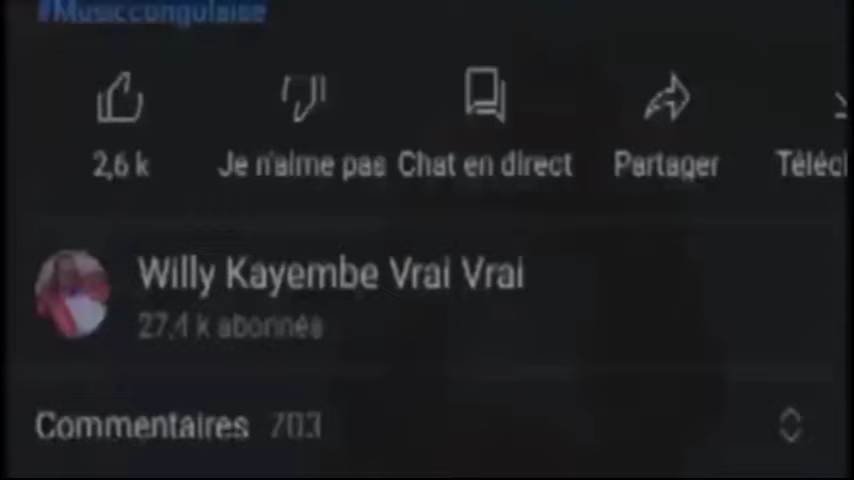 #Musiccongolaise
2,6 k Je n'aime pas Chat en direct Partager Téléc
Willy Kayembe Vrai Vrai
27,4 k abonnés
Commentaires 703